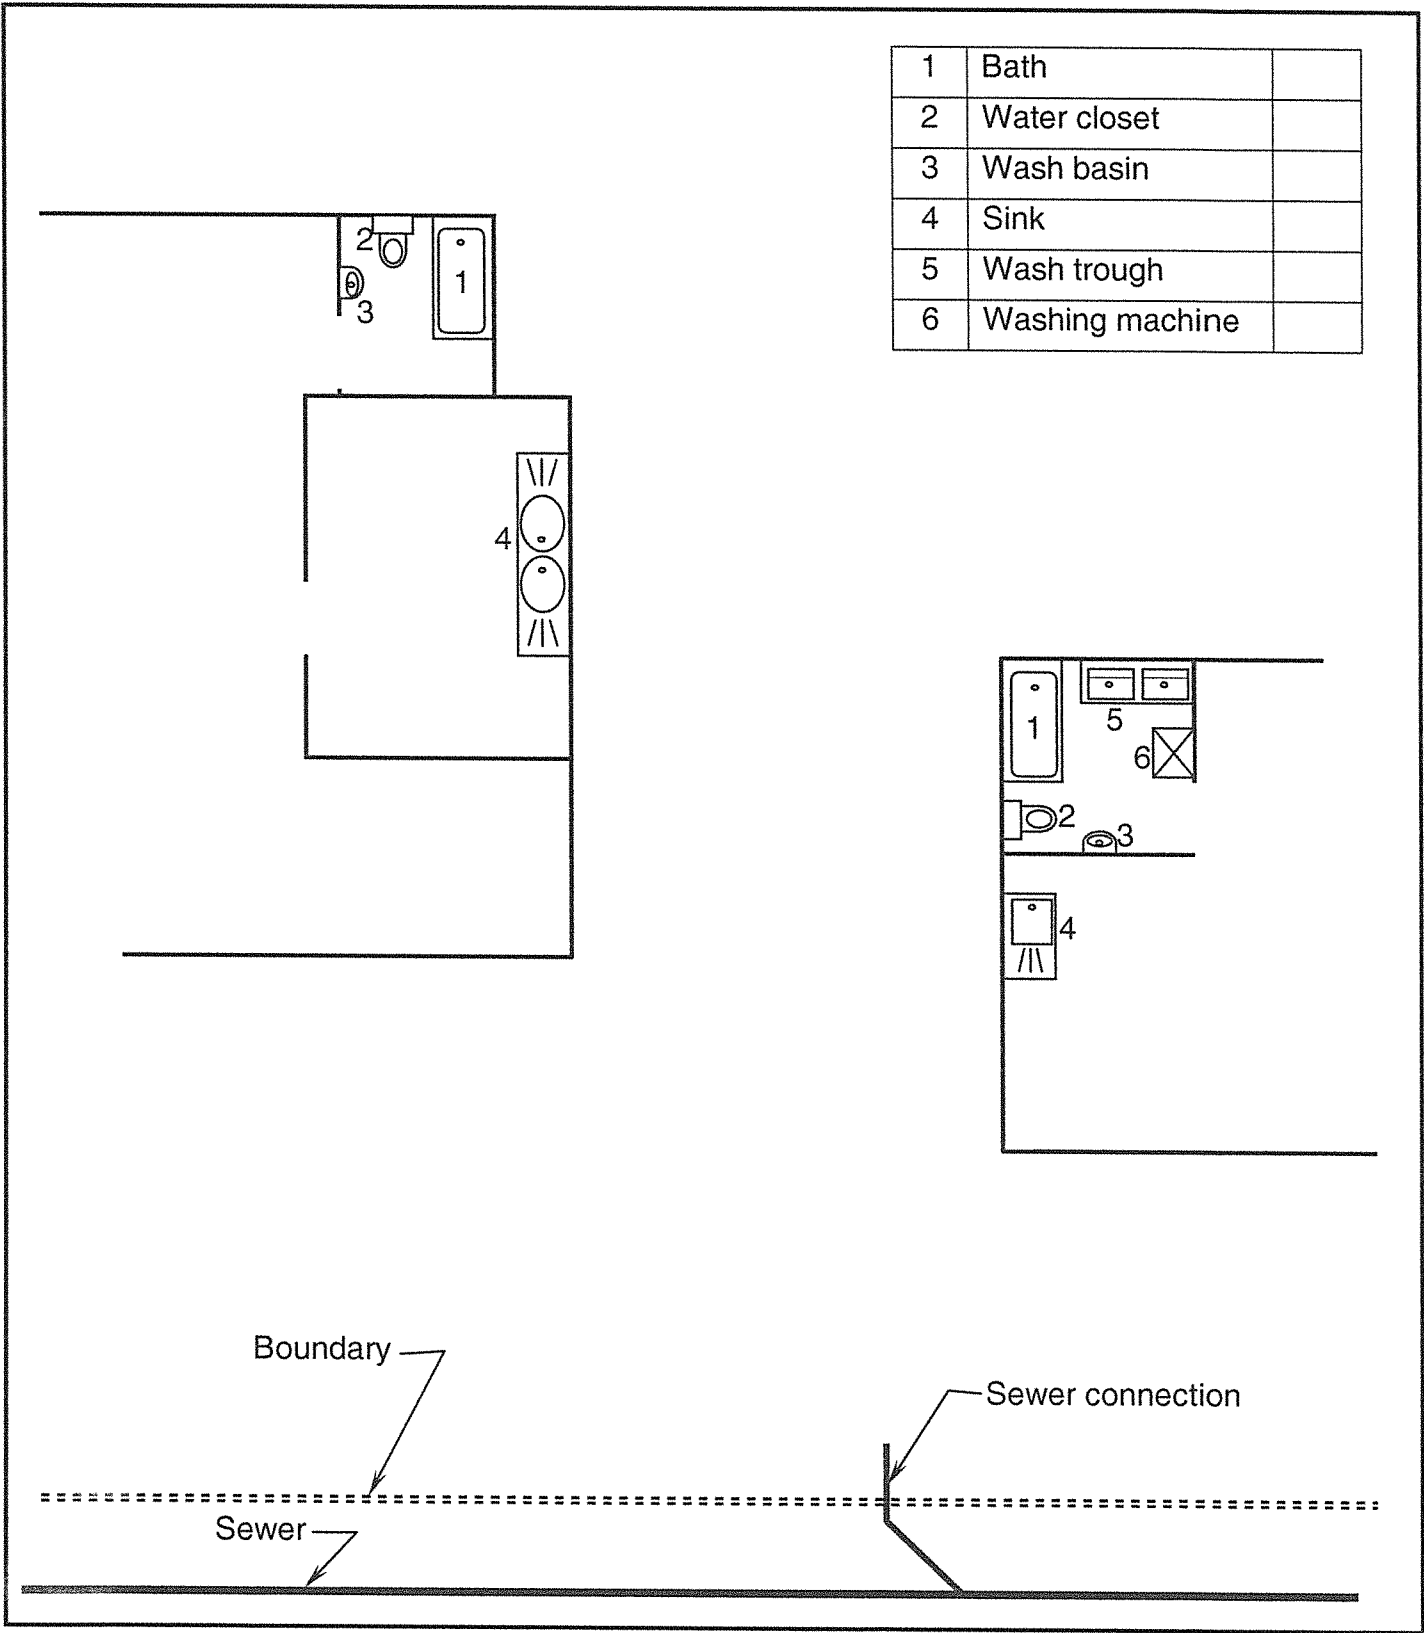 1 Bath
2 Water closet
3 Wash basin
4 Sink
5 Wash trough
6 Washing machine
2
1
3
4
1
5
6
2
3
4
Boundary
Sewer connection
Sewer